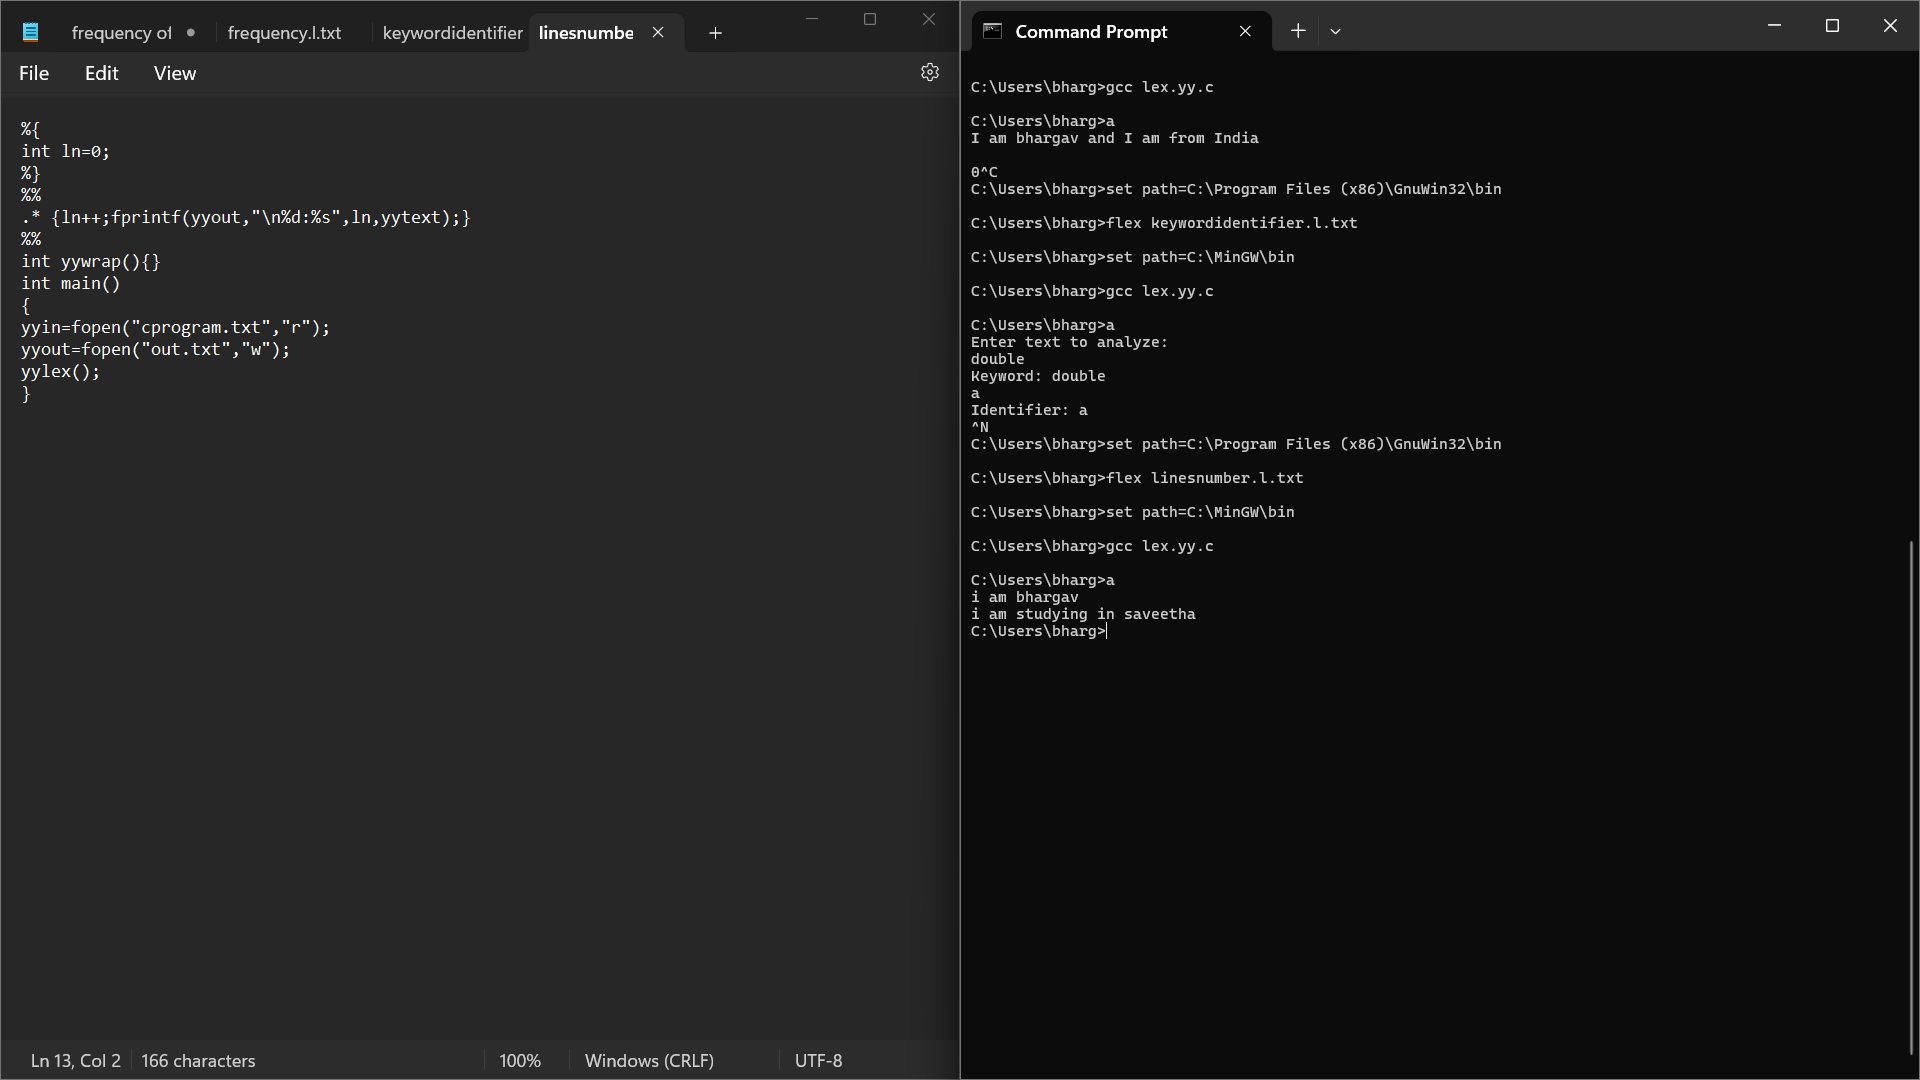 frequency of
frequency.l.txt
keywordidentifier
linesnumbe
File
Edit
View
%{
int ln=0;
%}
%%
.* {ln++;fprintf(yyout,"\n%d:%s",ln,yytext);}
%%
int yywrap(){}
int main()
{
yyin=fopen("cprogram.txt","r");
yyout=fopen("out.txt","w");
yylex();
}
Ln 13, Col 2
166 characters
100%
Windows (CRLF)
UTF-8
Command Prompt
C:\Users\bharg>gcc lex.yy.c
C:\Users\bharg>a
I am bhargav and I am from India
0^C
C:\Users\bharg>set path=C:\Program Files (x86)\GnuWin32\bin
C:\Users\bharg>flex keywordidentifier.l.txt
C:\Users\bharg>set path=C:\MinGW\bin
C:\Users\bharg>gcc lex.yy.c
C:\Users\bharg>a
Enter text to analyze:
double
Keyword: double
a
Identifier: a
^N
C:\Users\bharg>set path=C:\Program Files (x86)\GnuWin32\bin
C:\Users\bharg>flex linesnumber.l.txt
C:\Users\bharg>set path=C:\MinGW\bin
C:\Users\bharg>gcc lex.yy.c
C:\Users\bharg>a
i am bhargav
i am studying in saveetha
C:\Users\bharg>